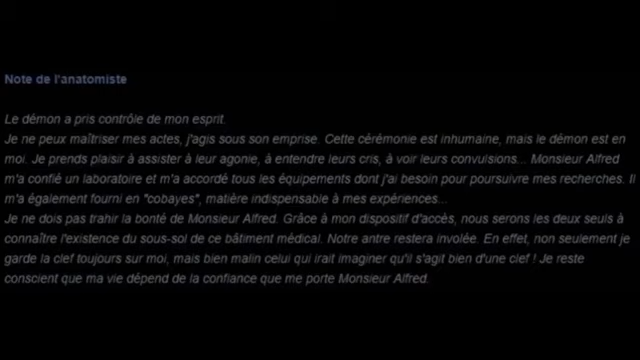 Note de l'anatomiste
Le démon a pris contrôle de mon esprit.
Je ne peux maîtriser mes actes, j'agis sous son emprise. Cette cérémonie est inhumaine, mais le démon est en
moi. Je prends plaisir à assister à leur agonie, à entendre leurs cris, à voir leurs convulsions... Monsieur Alfred
m'a confié un laboratoire et m'a accordé tous les équipements dont j'ai besoin pour poursuivre mes recherches. Il
m'a également fourni en "cobayes", matière indispensable à mes expériences...
Je ne dois pas trahir la bonté de Monsieur Alfred. Grâce à mon dispositif d'accès, nous serons les deux seuls à
connaître l'existence du sous-sol de ce bâtiment médical. Notre antre restera involée. En effet, non seulement je
garde la clef toujours sur moi, mais bien malin celui qui irait imaginer qu'il s'agit bien d'une clef ! Je reste
conscient que ma vie dépend de la confiance que me porte Monsieur Alfred.